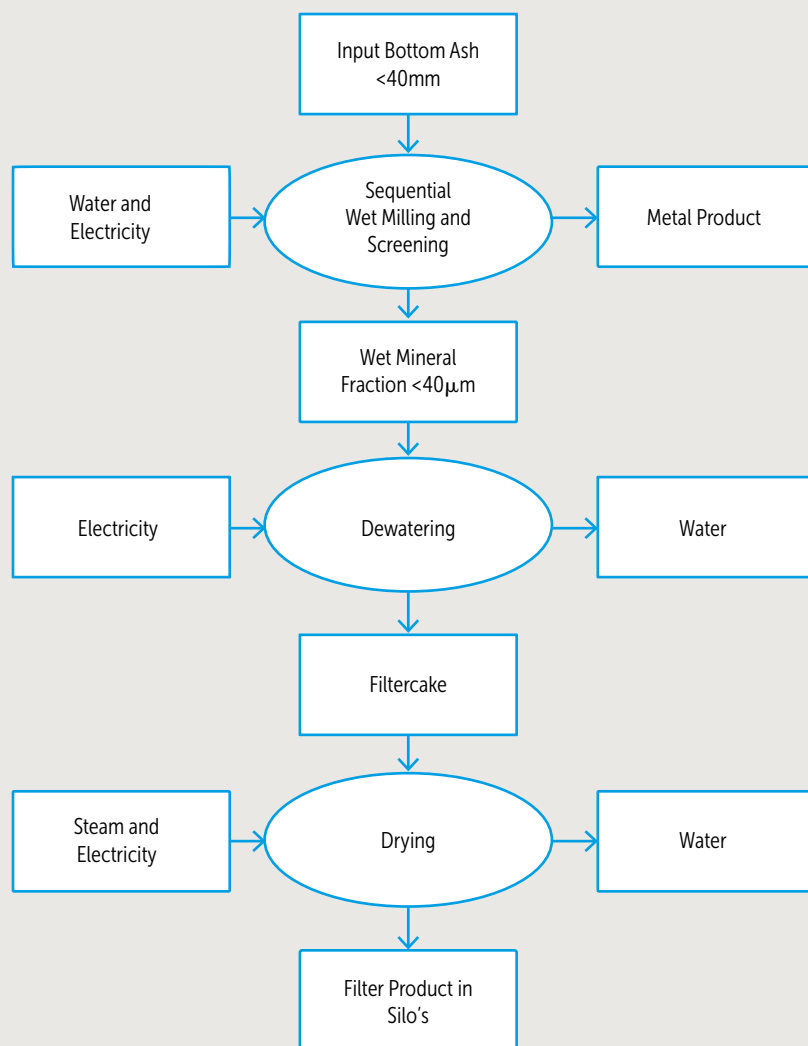 Input Bottom Ash
<40mm
Water and
Electricity
Sequential
Wet Milling and
Screening
Metal Product
Wet Mineral
Fraction <40μm
Electricity
Dewatering
Water
Filtercake
Steam and
Electricity
Drying
Water
Filter Product in
Silo's